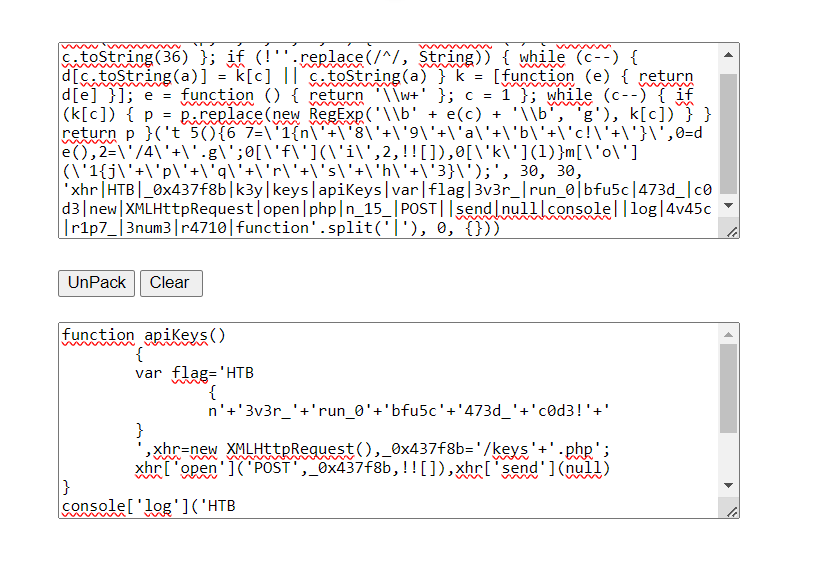 c.toString(36) }; if (!''.replace(/^/, String)) { while (c--) {
d[c.toString(a)] = k[c] || c.toString(a) } k = [function (e) { return
d[e] }]; e = function () { return '\\w+' }; c = 1 }; while (c--) { if
(k[c]) { p = p.replace(new RegExp('\\b' + e(c) + '\\b', 'g'), k[c]) } }
return p }('t 5(){6 7=\'1{n\'+\'8\'+\'9\'+\'a\'+\'b\'+\'c!\'+\'}\',0=d
e(),2=\'/4\'+\'.g\';0[\'f\'](\'i\',2,!![]),0[\'k\'](l)}m[\'o\']
(\'1{j\'+\'p\'+\'q\'+\'r\'+\'s\'+\'h\'+\'3}\');', 30, 30,
'xhr|HTB|_0x437f8b|k3y|keys|apiKeys|var|flag|3v3r_|run_0|bfu5c|473d_|c0
d3|new|XMLHttpRequest|open|php|n_15_|POST||send|null|console||log|4v45c
|r1p7_|3num3|r4710|function'.split('|'), 0, {}))
UnPack Clear
function apiKeys()
{
var flag='HTB
{
n'+'3v3r_'+'run_0'+'bfu5c'+'473d_'+'c0d3!'+'
}
',xhr=new XMLHttpRequest(),_0x437f8b='/keys'+'.php';
xhr['open']('POST',_0x437f8b,!![]),xhr['send'](null)
}
console['log']('HTB